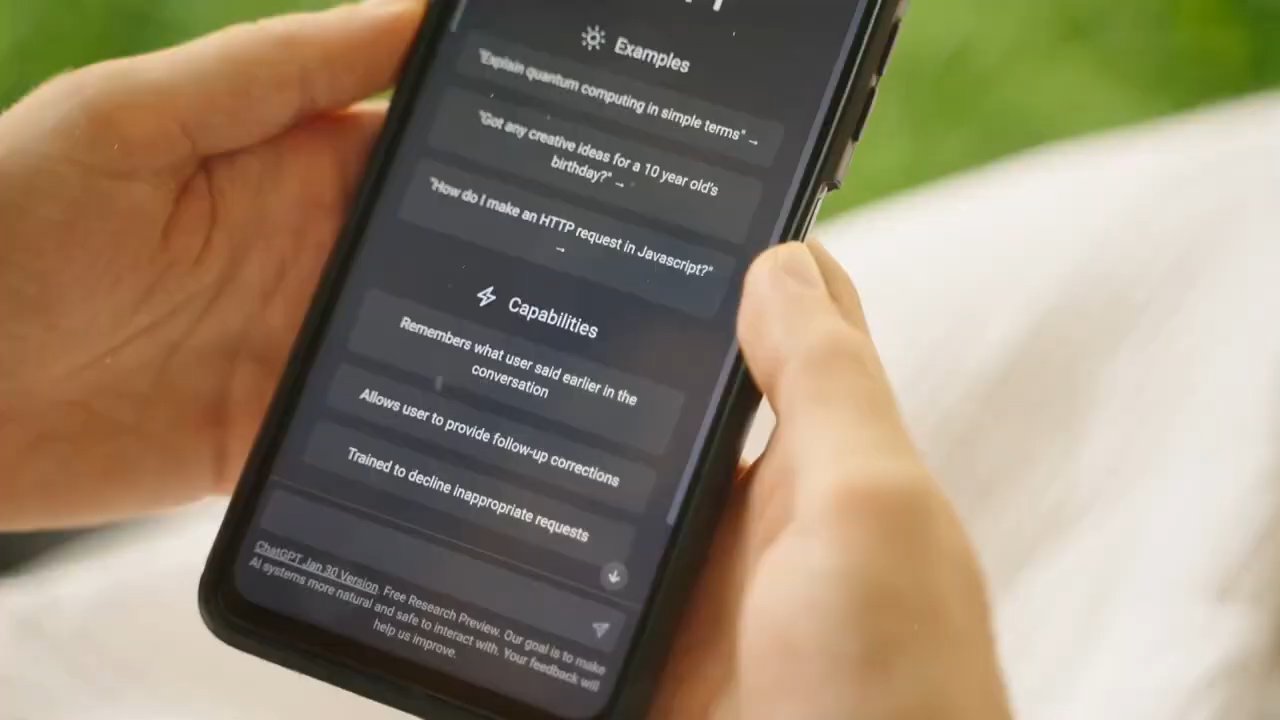 Examples
"Explain quantum computing in simple terms" →
"Got any creative ideas for a 10 year old's
birthday?" →
"How do I make an HTTP request in Javascript?"
→
Capabilities
Remembers what user said earlier in the
conversation
Allows user to provide follow-up corrections
Trained to decline inappropriate requests
ChatGPT Jan 30 Version. Free Research Preview. Our goal is to make
AI systems more natural and safe to interact with. Your feedback will
help us improve.